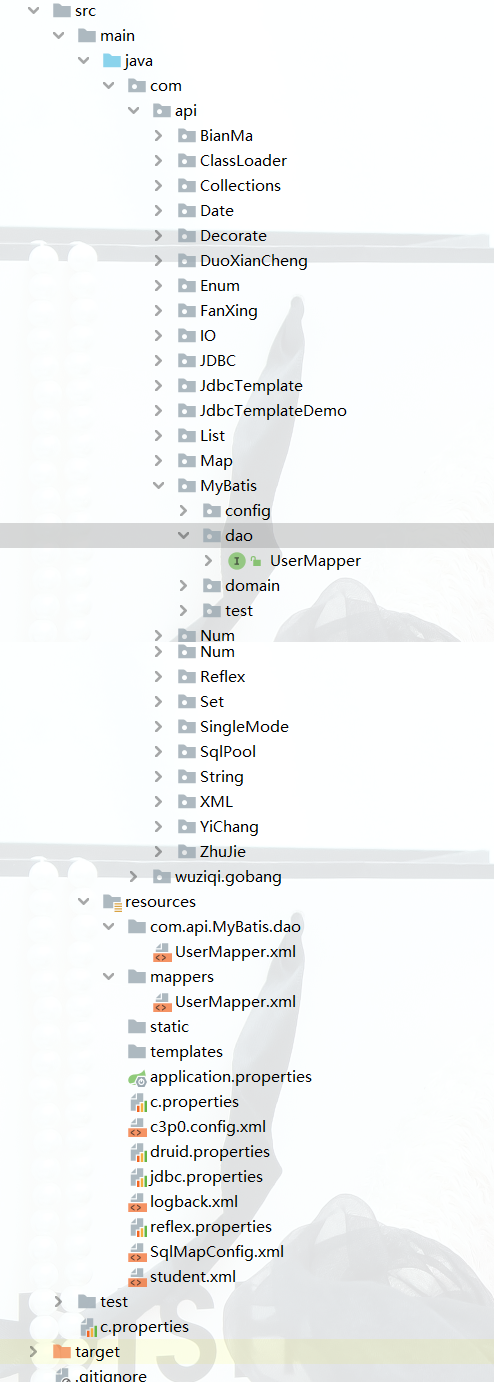 src
main
java
com
api
BianMa
ClassLoader
Collections
Date
Decorate
DuoXianCheng
Enum
FanXing
IO
JDBC
JdbcTemplate
JdbcTemplateDemo
List
Map
MyBatis
config
dao
I UserMapper
domain
test
Num
Num
Reflex
Set
SingleMode
SqlPool
String
XML
YiChang
ZhuJie
wuziqi.gobang
resources
com.api.MyBatis.dao
UserMapper.xml
mappers
UserMapper.xml
static
templates
application.properties
c.properties
c3p0.config.xml
druid.properties
jdbc.properties
logback.xml
reflex.properties
SqlMapConfig.xml
student.xml
test
c.properties
target
.gitignore